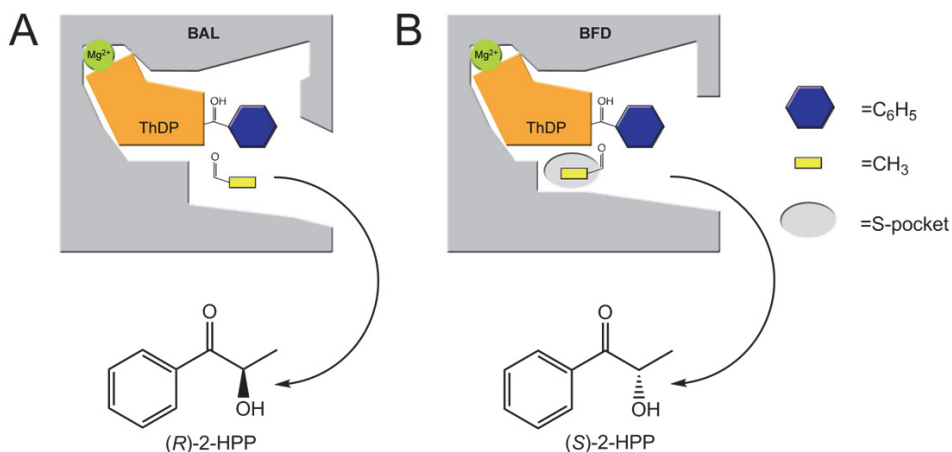 A
BAL
Mg2+
OH
ThDP
O
O
OH
(R)-2-HPP
B
BFD
Mg2+
OH
ThDP
O
O
OH
(S)-2-HPP
=C6H5
=CH3
=S-pocket